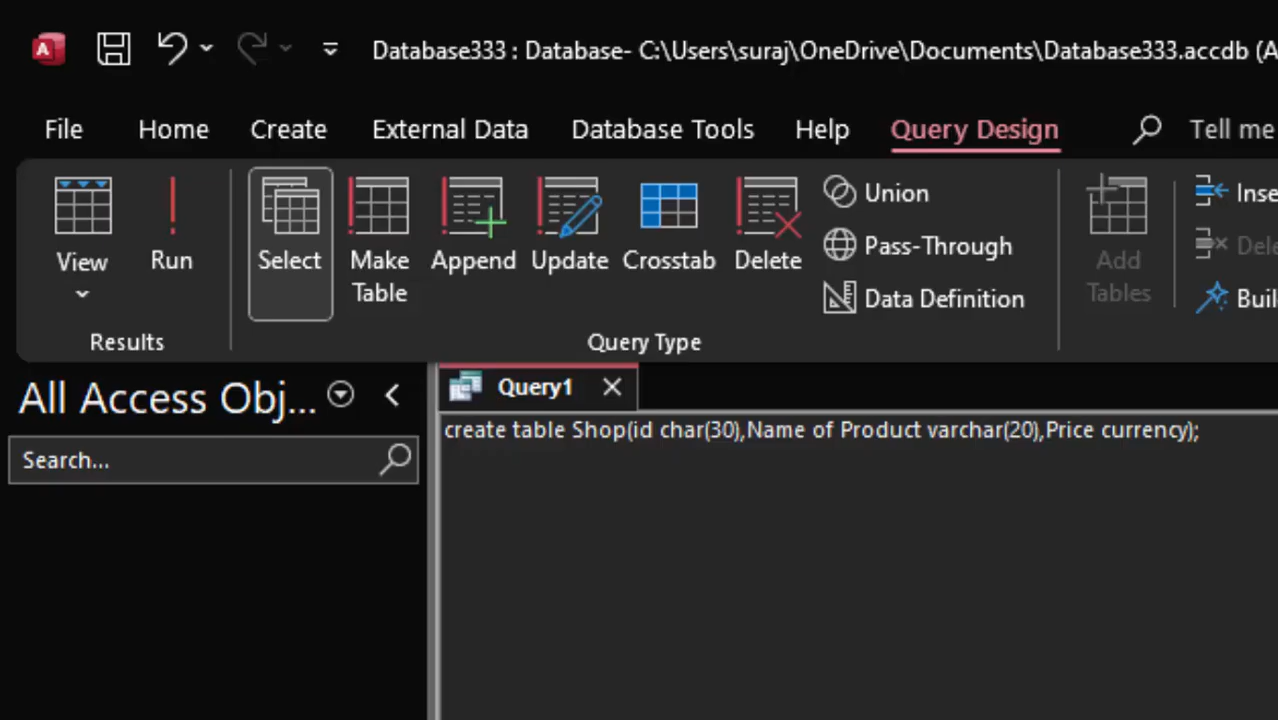 A
Database333 : Database- C:\Users\suraj\OneDrive\Documents\Database333.accdb (A
File Home Create External Data Database Tools Help Query Design Tell me
View Run Select Make Table Append Update Crosstab Delete Union Add Tables
Pass-Through
Data Definition
Results Query Type
All Access Obj...
Search...
Query1
create table Shop(id char(30),Name of Product varchar(20),Price currency);